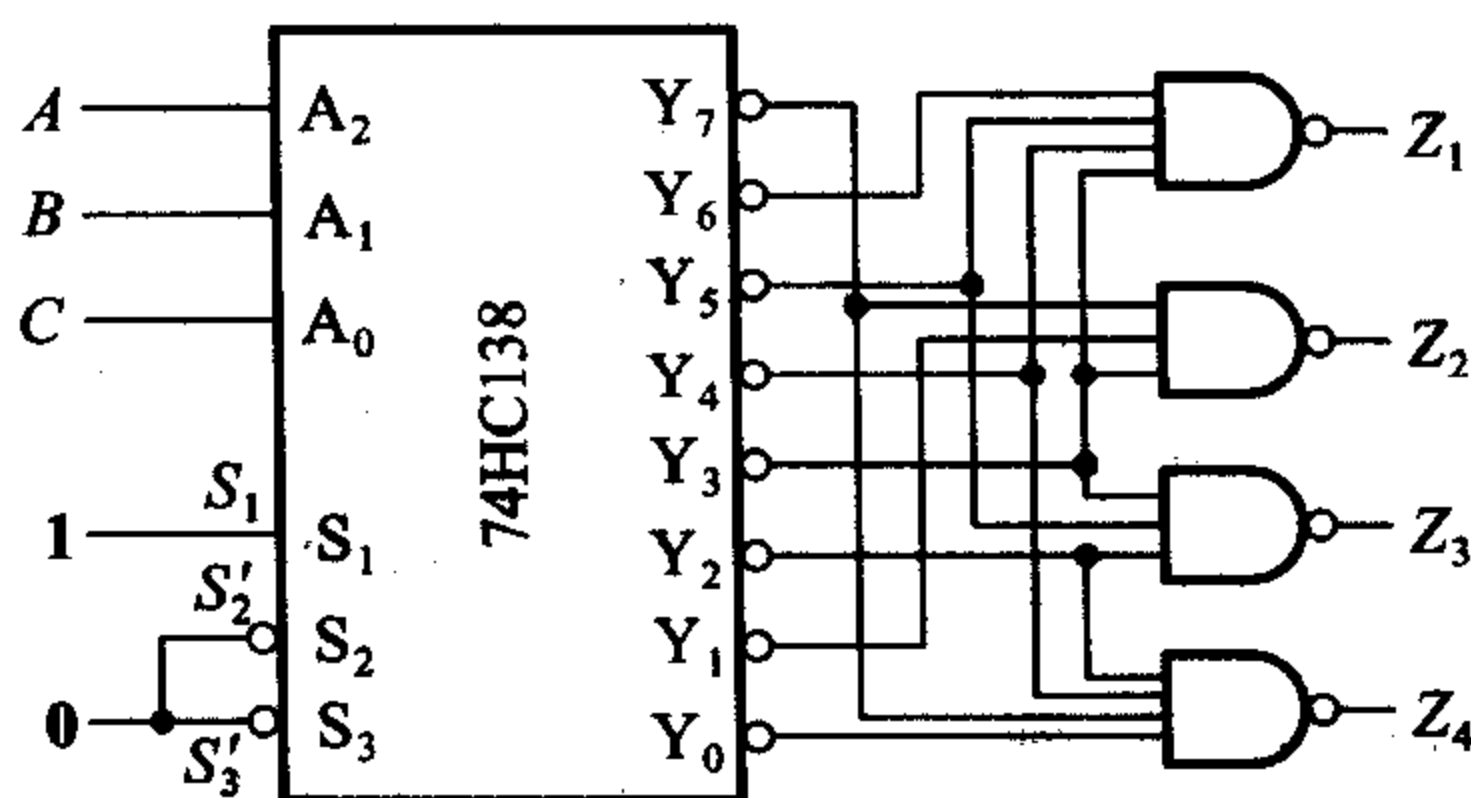 A A₂ Y₇ Z₁
B A₁ Y₆
C A₀ Y₅ Z₂
Y₄
74HC138
S₁ Y₃
1 S₁ Y₂ Z₃
S₂′
S₂ Y₁
0 S₃ Y₀ Z₄
S₃′